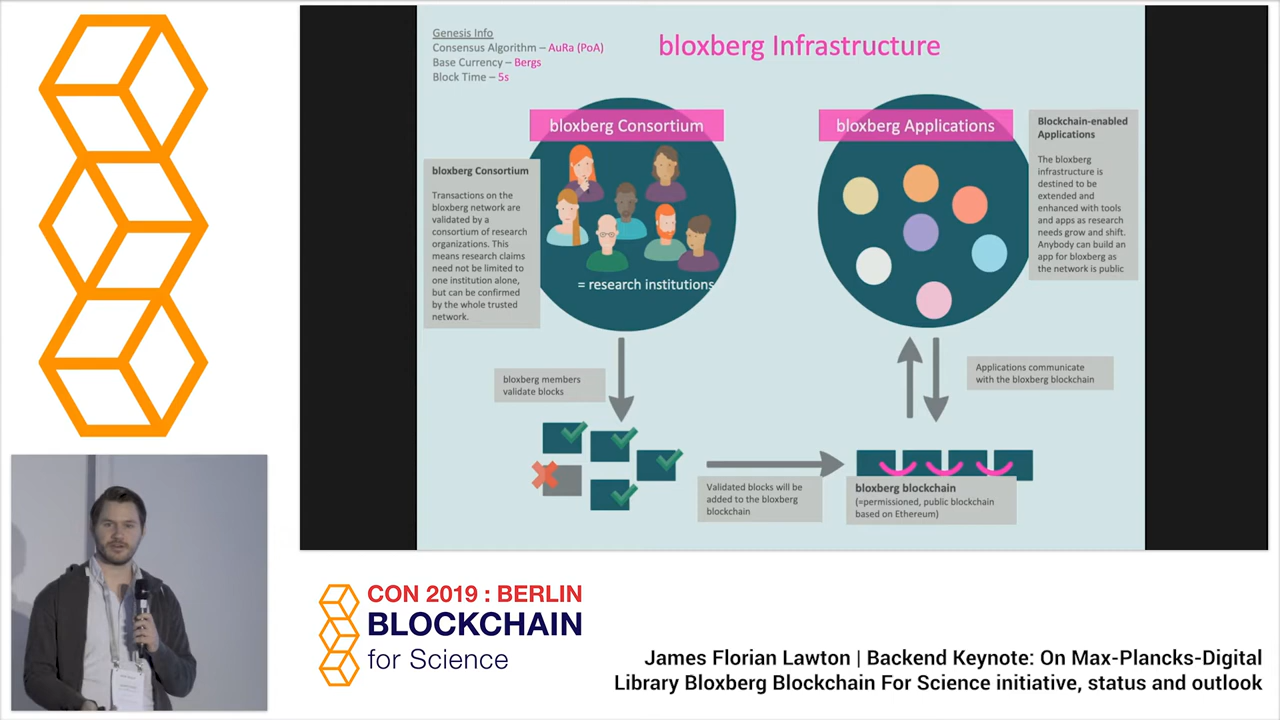 Genesis Info
Consensus Algorithm – AuRa (PoA)
Base Currency – Bergs
Block Time – 5s
bloxberg Infrastructure
bloxberg Consortium
bloxberg Consortium
Transactions on the
bloxberg network are
validated by a
consortium of research
organizations. This
means research claims
need not be limited to
one institution alone,
but can be confirmed
by the whole trusted
network.
= research institutions
bloxberg Applications
Blockchain-enabled
Applications
The bloxberg
infrastructure is
destined to be
extended and
enhanced with tools
and apps as research
needs grow and shift.
Anybody can build an
app for bloxberg as
the network is public
bloxberg members
validate blocks
Applications communicate
with the bloxberg blockchain
Validated blocks will be
added to the bloxberg
blockchain
bloxberg blockchain
(=permissioned, public blockchain
based on Ethereum)
CON 2019 : BERLIN
BLOCKCHAIN
for Science
James Florian Lawton | Backend Keynote: On Max-Plancks-Digital
Library Bloxberg Blockchain For Science initiative, status and outlook